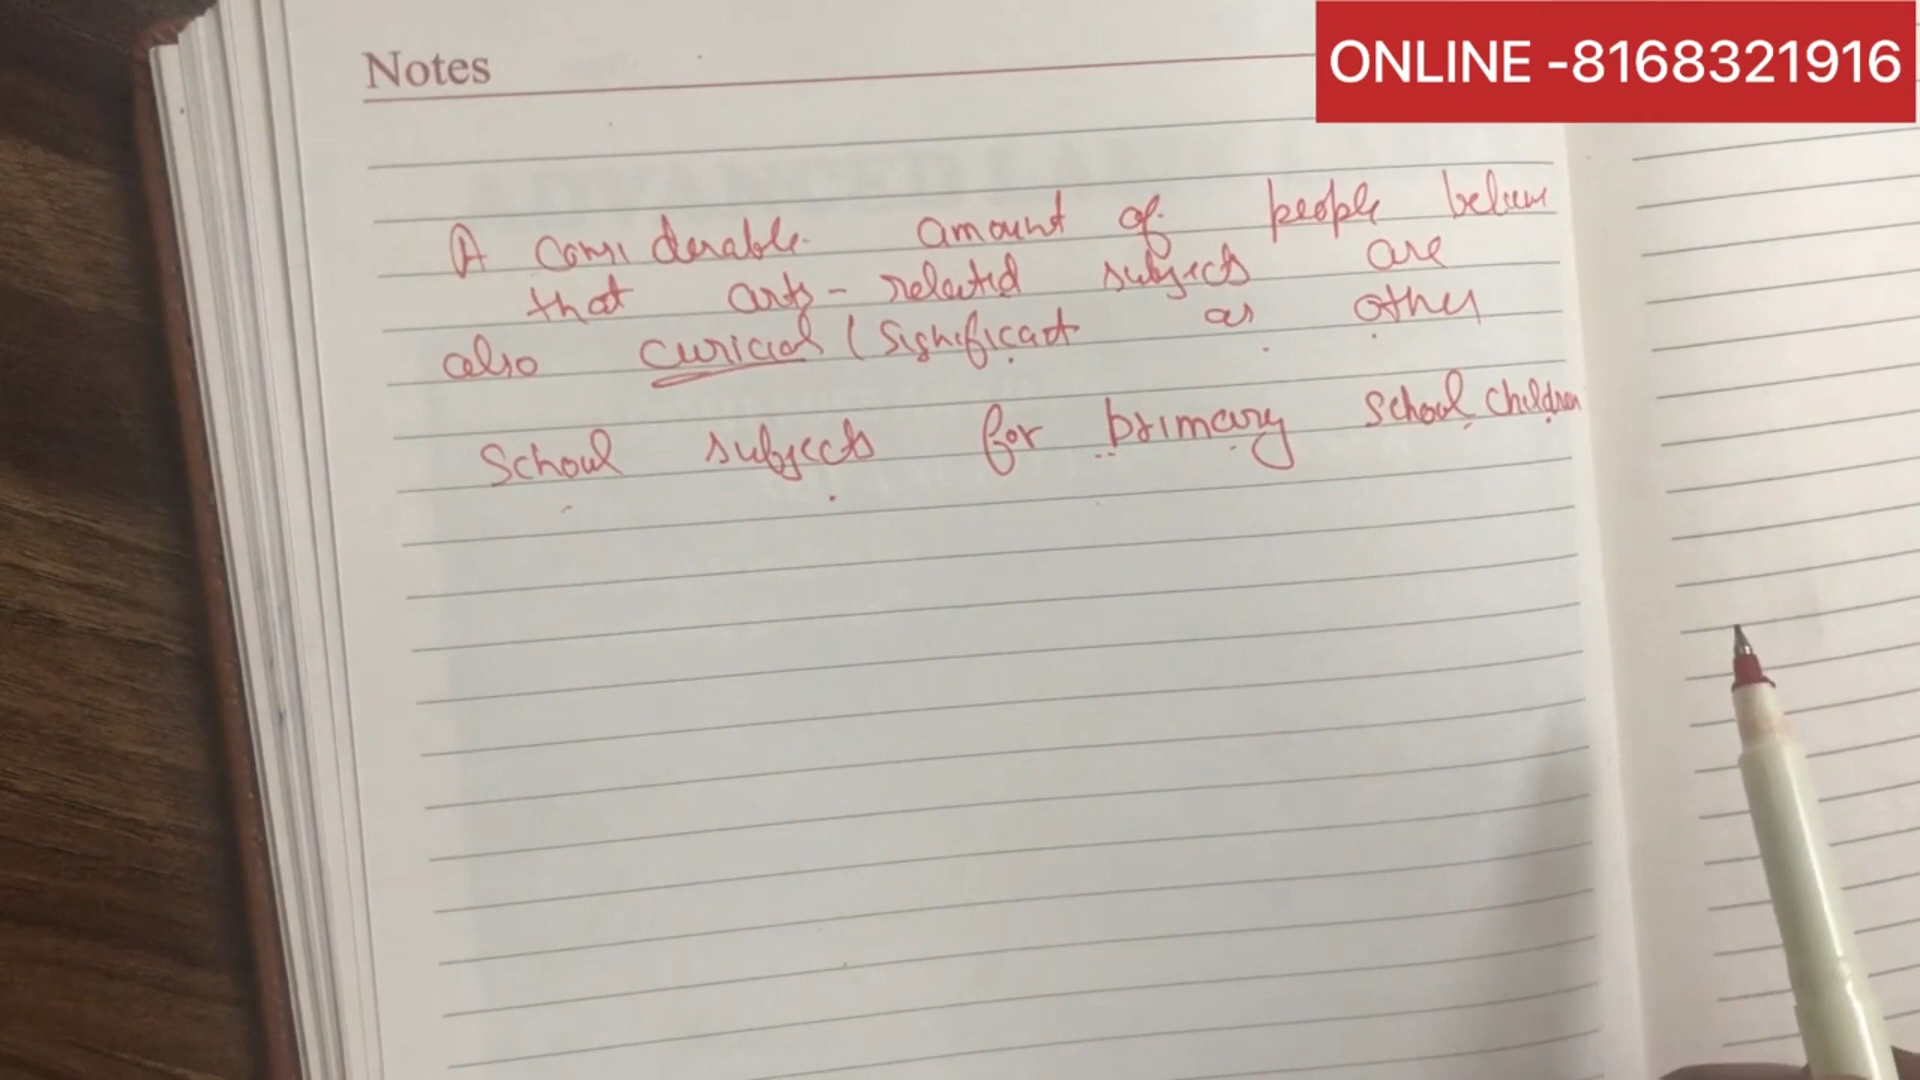 ONLINE -8168321916
Notes
A considerable amount of people believe
that arts-related subjects are
also curicial (significant as other
School subjects for primary school children